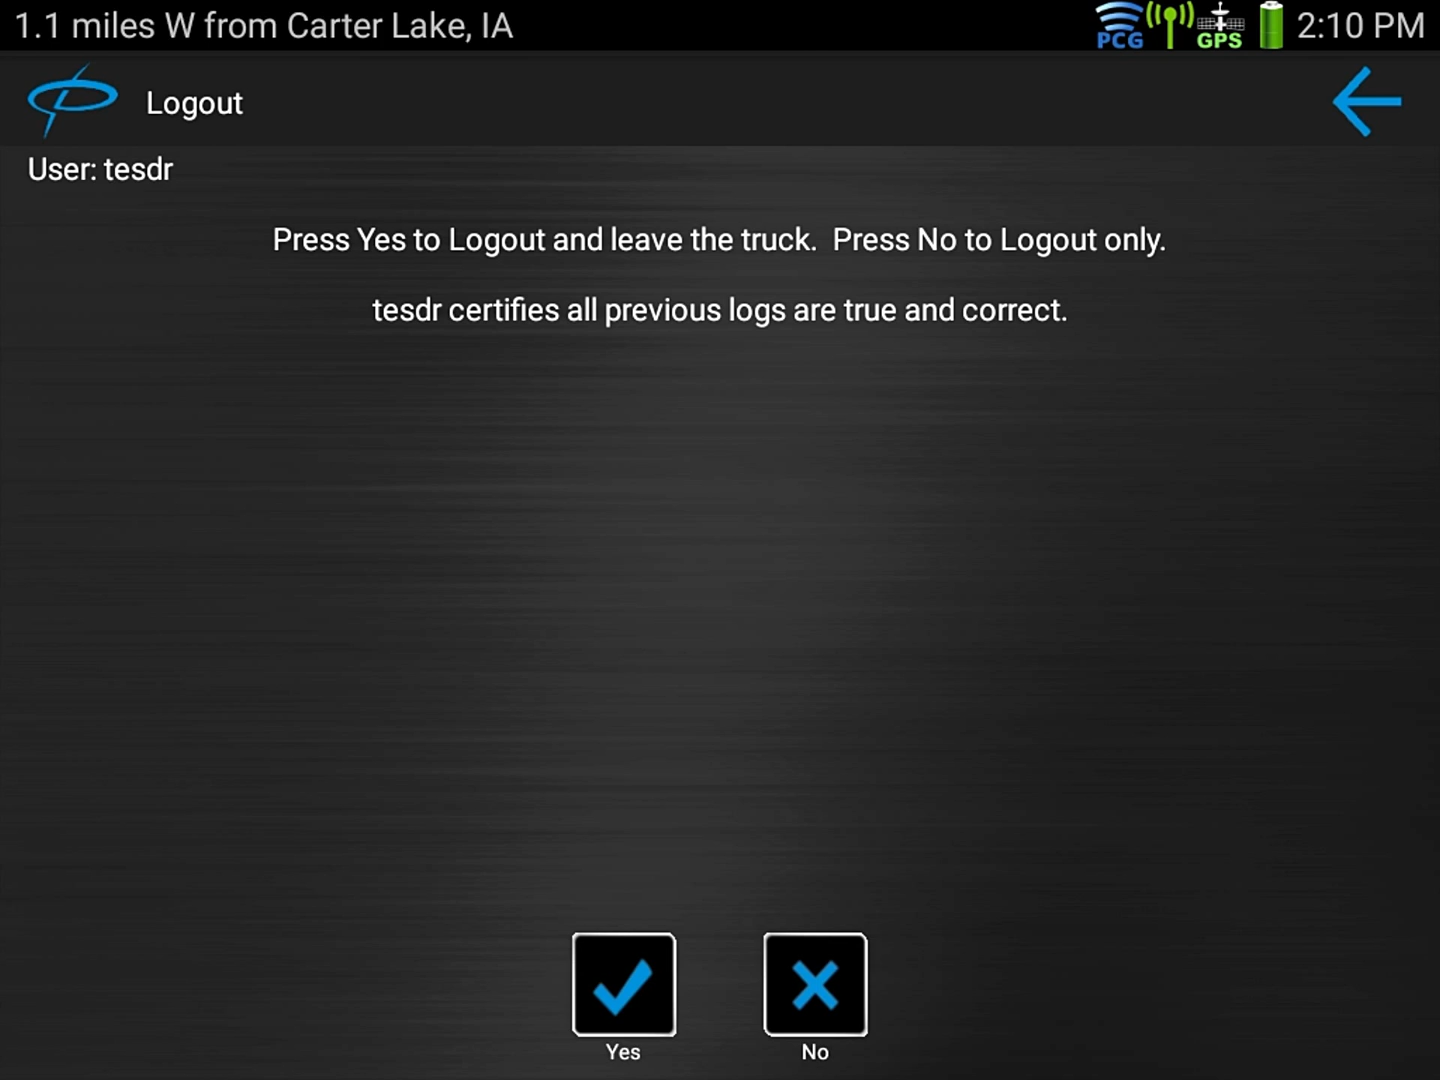 1.1 miles W from Carter Lake, IA
PCG
GPS
2:10 PM
Logout
User: tesdr
Press Yes to Logout and leave the truck.  Press No to Logout only.
tesdr certifies all previous logs are true and correct.
Yes
No